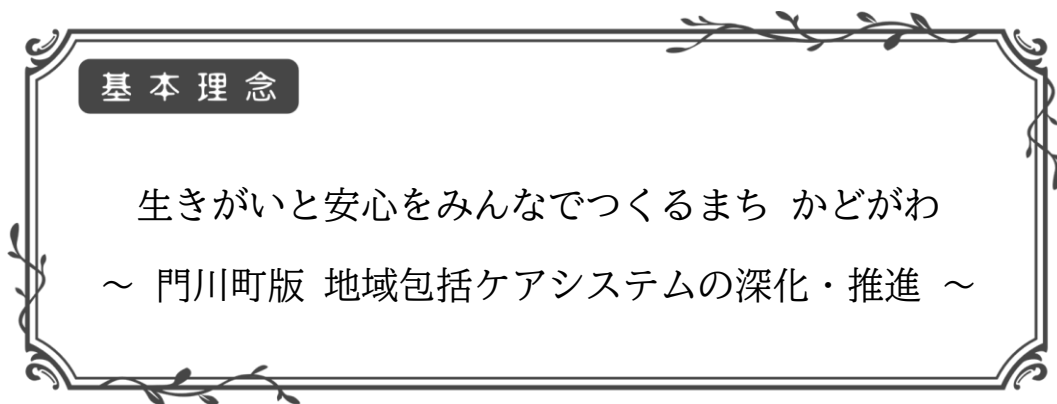 基本理念
生きがいと安心をみんなでつくるまち かどがわ
～ 門川町版 地域包括ケアシステムの深化・推進 ～